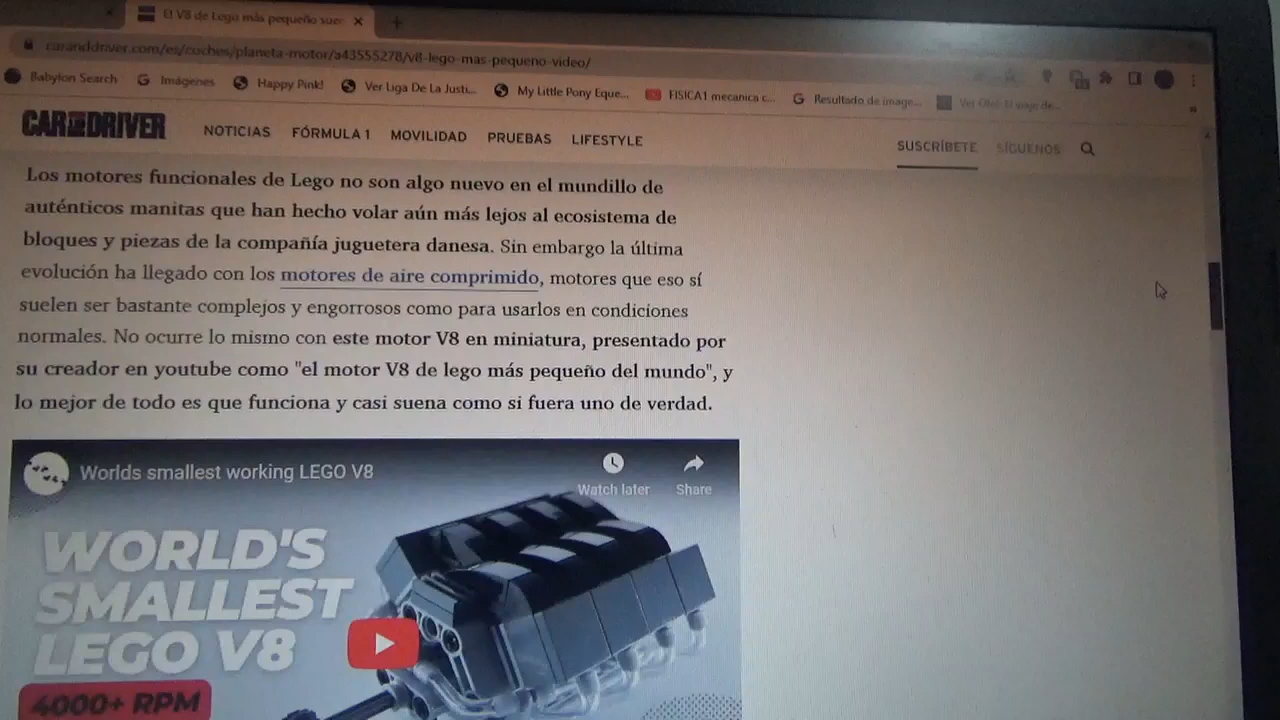 El V8 de Lego más pequeño sue
caranddriver.com/es/coches/planeta-motor/a43555278/v8-lego-mas-pequeno-video/
Babylon Search
Imágenes
Happy Pink!
Ver Liga De La Justi...
My Little Pony Eque...
FISICA1 mecanica c...
Resultado de image...
CAR AND DRIVER
NOTICIAS
FÓRMULA 1
MOVILIDAD
PRUEBAS
LIFESTYLE
SUSCRÍBETE
SÍGUENOS
Los motores funcionales de Lego no son algo nuevo en el mundillo de
auténticos manitas que han hecho volar aún más lejos al ecosistema de
bloques y piezas de la compañía juguetera danesa. Sin embargo la última
evolución ha llegado con los motores de aire comprimido, motores que eso sí
suelen ser bastante complejos y engorrosos como para usarlos en condiciones
normales. No ocurre lo mismo con este motor V8 en miniatura, presentado por
su creador en youtube como "el motor V8 de lego más pequeño del mundo", y
lo mejor de todo es que funciona y casi suena como si fuera uno de verdad.
Worlds smallest working LEGO V8
Watch later
Share
WORLD'S
SMALLEST
LEGO V8
4000+ RPM